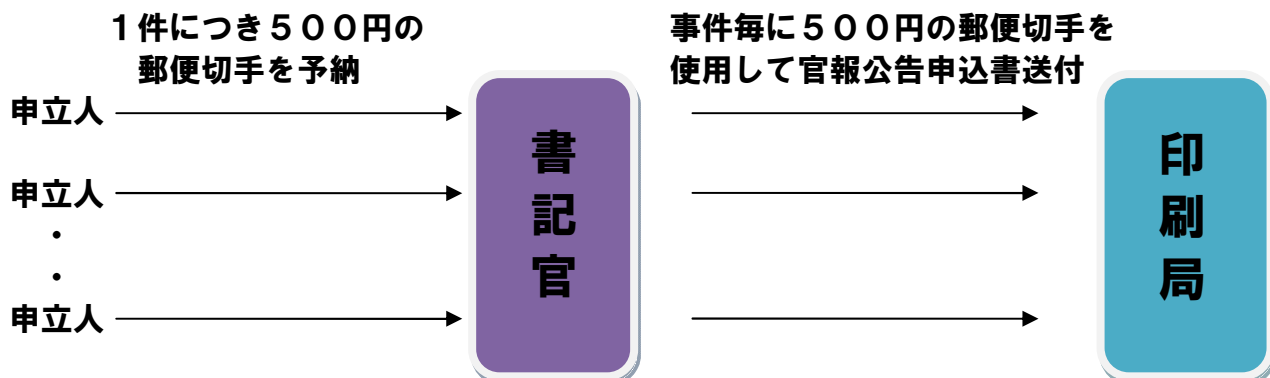 １件につき５００円の
郵便切手を予納
事件毎に５００円の郵便切手を
使用して官報公告申込書送付
申立人
申立人
・
・
申立人
書記官
印刷局